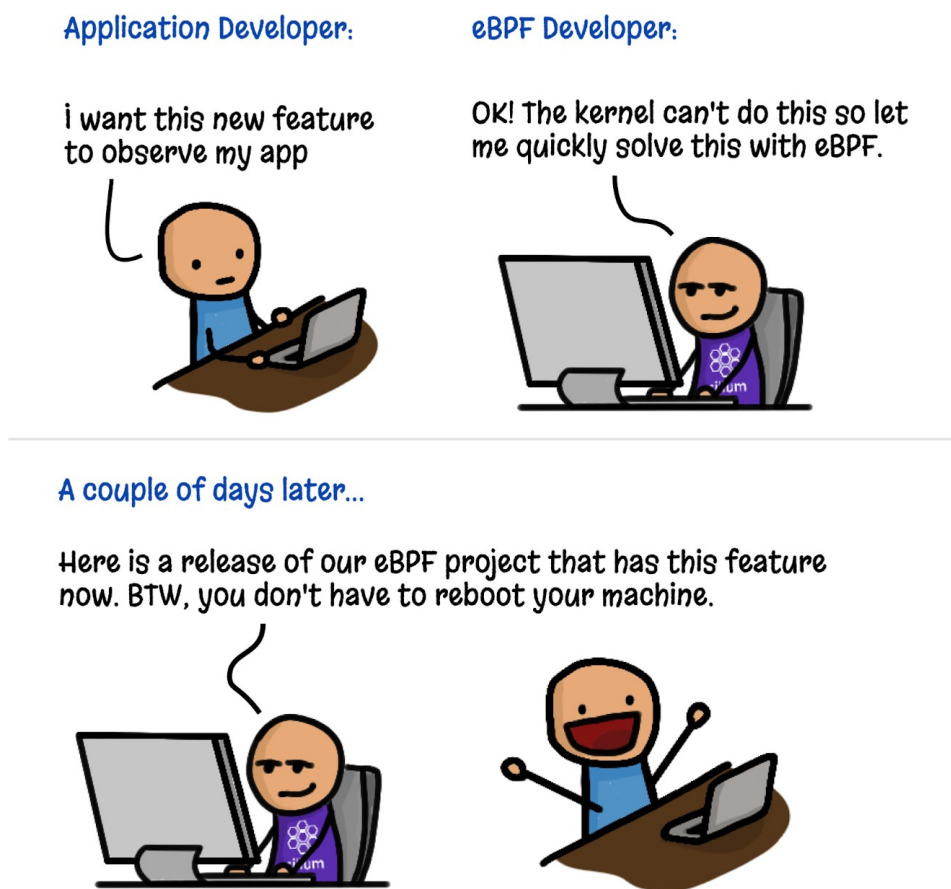 Application Developer:
eBPF Developer:
i want this new feature
to observe my app
OK! The kernel can't do this so let
me quickly solve this with eBPF.
A couple of days later...
Here is a release of our eBPF project that has this feature
now. BTW, you don't have to reboot your machine.